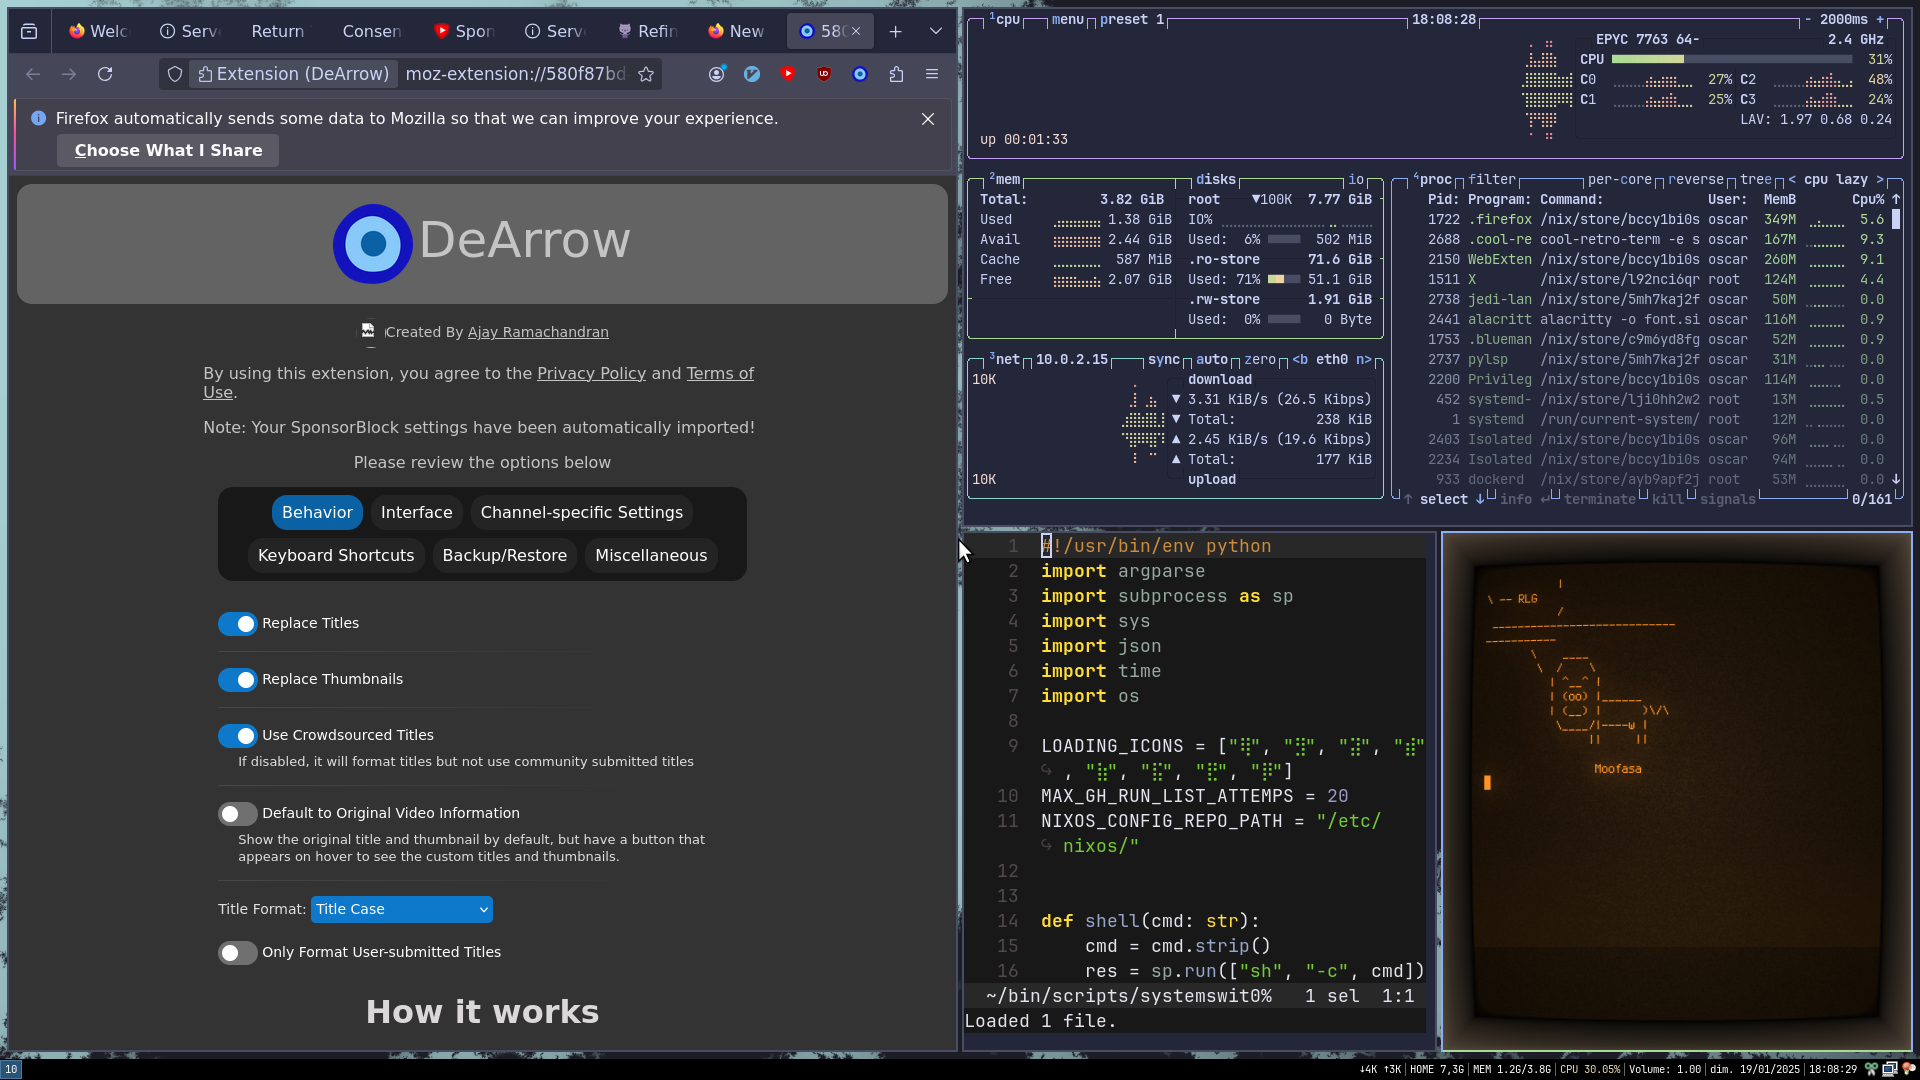 Welc
Serv
Return
Consen
Spon
Serv
Refin
New
580
Extension (DeArrow)
moz-extension://580f87bd
Firefox automatically sends some data to Mozilla so that we can improve your experience.
Choose What I Share
DeArrow
Created By Ajay Ramachandran
By using this extension, you agree to the Privacy Policy and Terms of
Use.
Note: Your SponsorBlock settings have been automatically imported!
Please review the options below
Behavior
Interface
Channel-specific Settings
Keyboard Shortcuts
Backup/Restore
Miscellaneous
Replace Titles
Replace Thumbnails
Use Crowdsourced Titles
If disabled, it will format titles but not use community submitted titles
Default to Original Video Information
Show the original title and thumbnail by default, but have a button that
appears on hover to see the custom titles and thumbnails.
Title Format: Title Case
Only Format User-submitted Titles
How it works
1cpu menu preset 1 18:08:28 - 2000ms +
EPYC 7763 64- 2.4 GHz
CPU 31%
C0 27% C2 48%
C1 25% C3 24%
LAV: 1.97 0.68 0.24
up 00:01:33
2mem
Total: 3.82 GiB
Used 1.38 GiB
Avail 2.44 GiB
Cache 587 MiB
Free 2.07 GiB
disks io
root ▼100K 7.77 GiB
IO%
Used: 6% 502 MiB
.ro-store 71.6 GiB
Used: 71% 51.1 GiB
.rw-store 1.91 GiB
Used: 0% 0 Byte
3net 10.0.2.15 sync auto zero <b eth0 n>
10K
download
▼ 3.31 KiB/s (26.5 Kibps)
▼ Total: 238 KiB
▲ 2.45 KiB/s (19.6 Kibps)
▲ Total: 177 KiB
10K
upload
4proc filter per-core reverse tree < cpu lazy >
Pid: Program: Command: User: MemB Cpu% ↑
1722 .firefox /nix/store/bccy1bi0s oscar 349M 5.6
2688 .cool-re cool-retro-term -e s oscar 167M 9.3
2150 WebExten /nix/store/bccy1bi0s oscar 260M 9.1
1511 X /nix/store/l92nci6qr root 124M 4.4
2738 jedi-lan /nix/store/5mh7kaj2f oscar 50M 0.0
2441 alacritt alacritty -o font.si oscar 116M 0.9
1753 .blueman /nix/store/c9m6yd8fg oscar 52M 0.9
2737 pylsp /nix/store/5mh7kaj2f oscar 31M 0.0
2200 Privileg /nix/store/bccy1bi0s oscar 114M 0.0
452 systemd- /nix/store/lji0hh2w2 root 13M 0.5
1 systemd /run/current-system/ root 12M 0.0
2403 Isolated /nix/store/bccy1bi0s oscar 96M 0.0
2234 Isolated /nix/store/bccy1bi0s oscar 94M 0.0
933 dockerd /nix/store/ayb9apf2j root 53M 0.0 ↓
↑ select ↓ info ↵ terminate kill signals 0/161
1 #!/usr/bin/env python
2 import argparse
3 import subprocess as sp
4 import sys
5 import json
6 import time
7 import os
8
9 LOADING_ICONS = ["⢿", "⣻", "⣽", "⣾"
↪ , "⣷", "⣯", "⣟", "⡿"]
10 MAX_GH_RUN_LIST_ATTEMPS = 20
11 NIXOS_CONFIG_REPO_PATH = "/etc/
↪ nixos/"
12
13
14 def shell(cmd: str):
15 cmd = cmd.strip()
16 res = sp.run(["sh", "-c", cmd])
~/bin/scripts/systemswit0% 1 sel 1:1
Loaded 1 file.
\ -- RLG
Moofasa
10
↓4K ↑3K|HOME 7,3G|MEM 1.2G/3.8G|CPU 30.05%|Volume: 1.00|dim. 19/01/2025|18:08:29